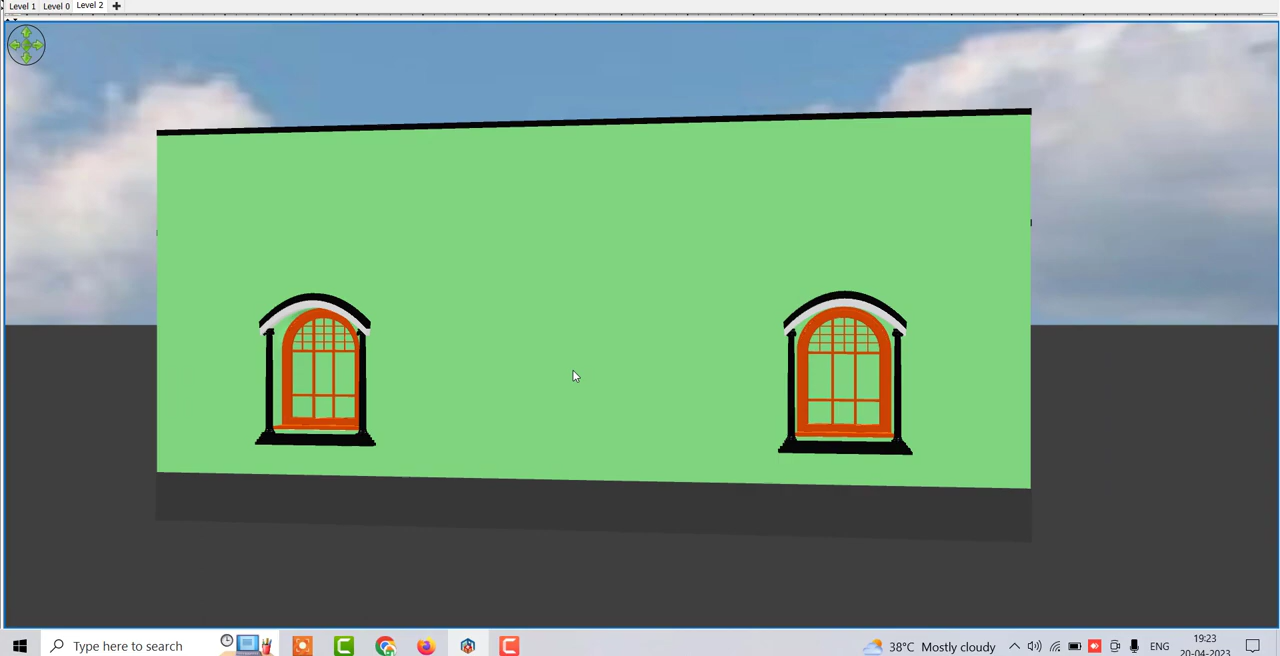 Level 1 Level 0 Level 2
Type here to search
38°C Mostly cloudy
ENG
19:23
20-04-2023